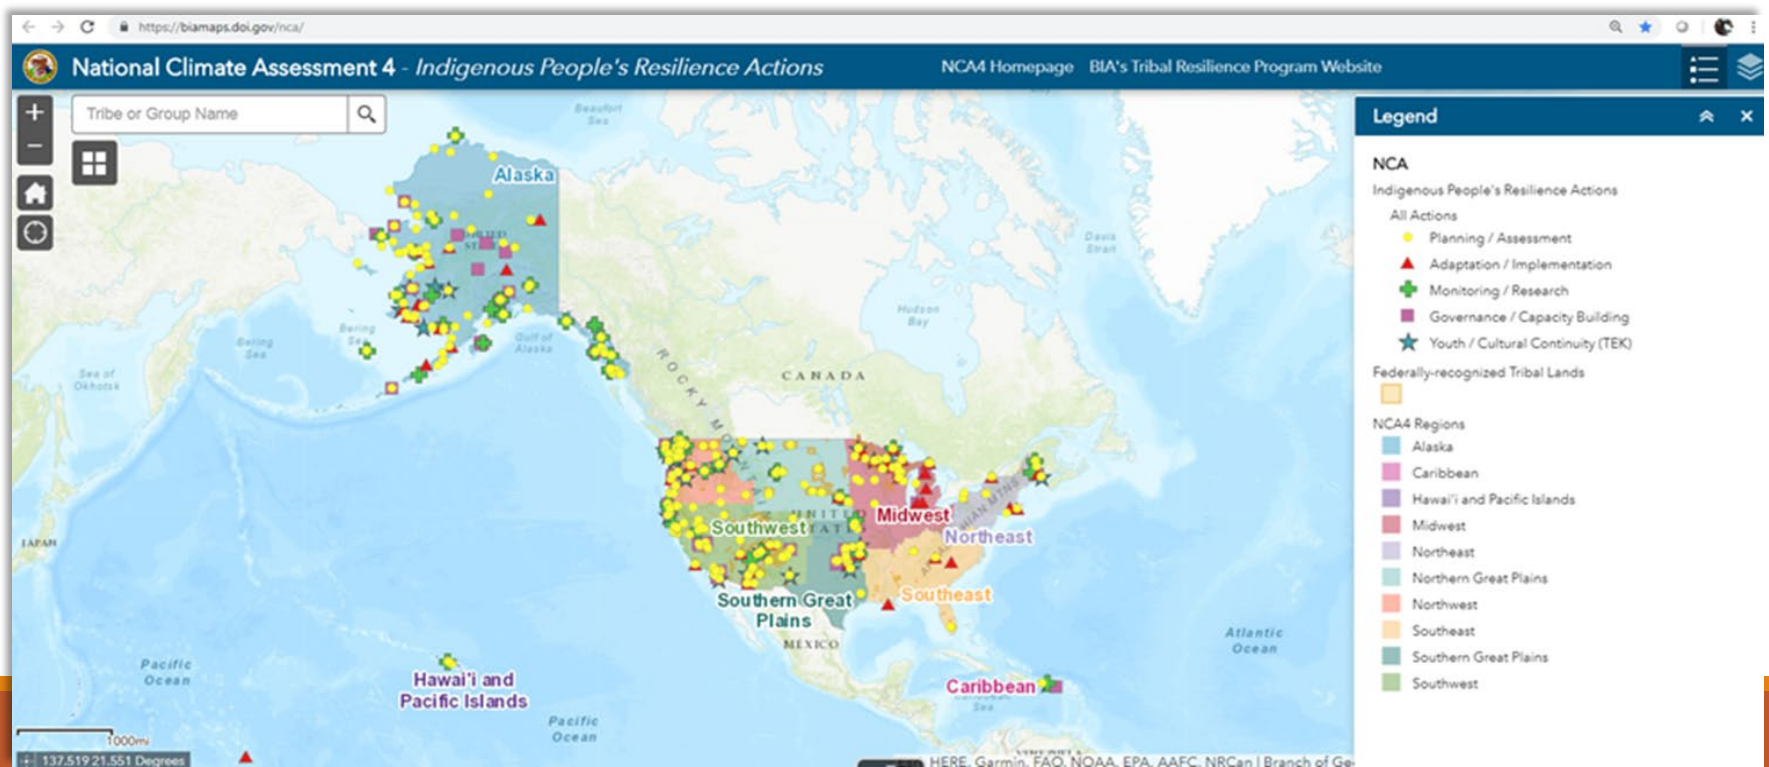 https://biamaps.doi.gov/nca/
National Climate Assessment 4 - Indigenous People's Resilience Actions
NCA4 Homepage BIA's Tribal Resilience Program Website
Tribe or Group Name
Legend
NCA
Indigenous People's Resilience Actions
All Actions
Planning / Assessment
Adaptation / Implementation
Monitoring / Research
Governance / Capacity Building
Youth / Cultural Continuity (TEK)
Federally-recognized Tribal Lands
NCA4 Regions
Alaska
Caribbean
Hawai'i and Pacific Islands
Midwest
Northeast
Northern Great Plains
Northwest
Southeast
Southern Great Plains
Southwest
Beaufort
Sea
Alaska
Davis
Strait
Hudson
Bay
Bering
Sea
Bering
Gulf of
Alaska
Sea of
Okhotsk
ROCKY
CANADA
JAPAN
UNITED
Midwest
Southwest
Northeast
Southeast
Southern Great
Plains
MEXICO
Atlantic
Ocean
Pacific
Ocean
Hawai'i and
Pacific Islands
Caribbean
Sea
Pacific
Ocean
1000mi
137.519 21.551 Degrees
HERE, Garmin, FAO, NOAA, EPA, AAFC, NRCan | Branch of Ge